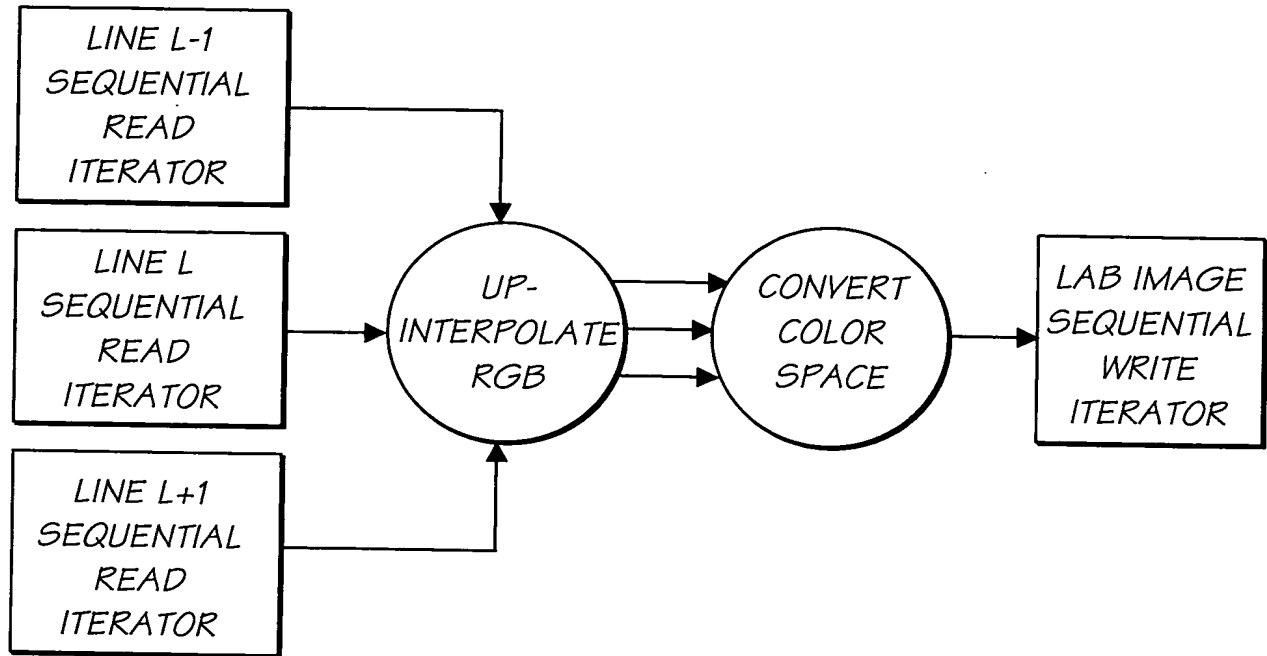 LINE L-1
SEQUENTIAL
READ
ITERATOR
LINE L
SEQUENTIAL
READ
ITERATOR
LINE L+1
SEQUENTIAL
READ
ITERATOR
UP-
INTERPOLATE
RGB
CONVERT
COLOR
SPACE
LAB IMAGE
SEQUENTIAL
WRITE
ITERATOR